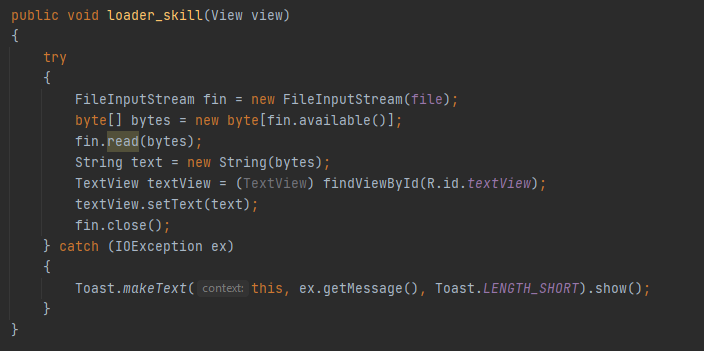 public void loader_skill(View view)
{
    try
    {
        FileInputStream fin = new FileInputStream(file);
        byte[] bytes = new byte[fin.available()];
        fin.read(bytes);
        String text = new String(bytes);
        TextView textView = (TextView) findViewById(R.id.textView);
        textView.setText(text);
        fin.close();
    } catch (IOException ex)
    {
        Toast.makeText( context: this, ex.getMessage(), Toast.LENGTH_SHORT).show();
    }
}